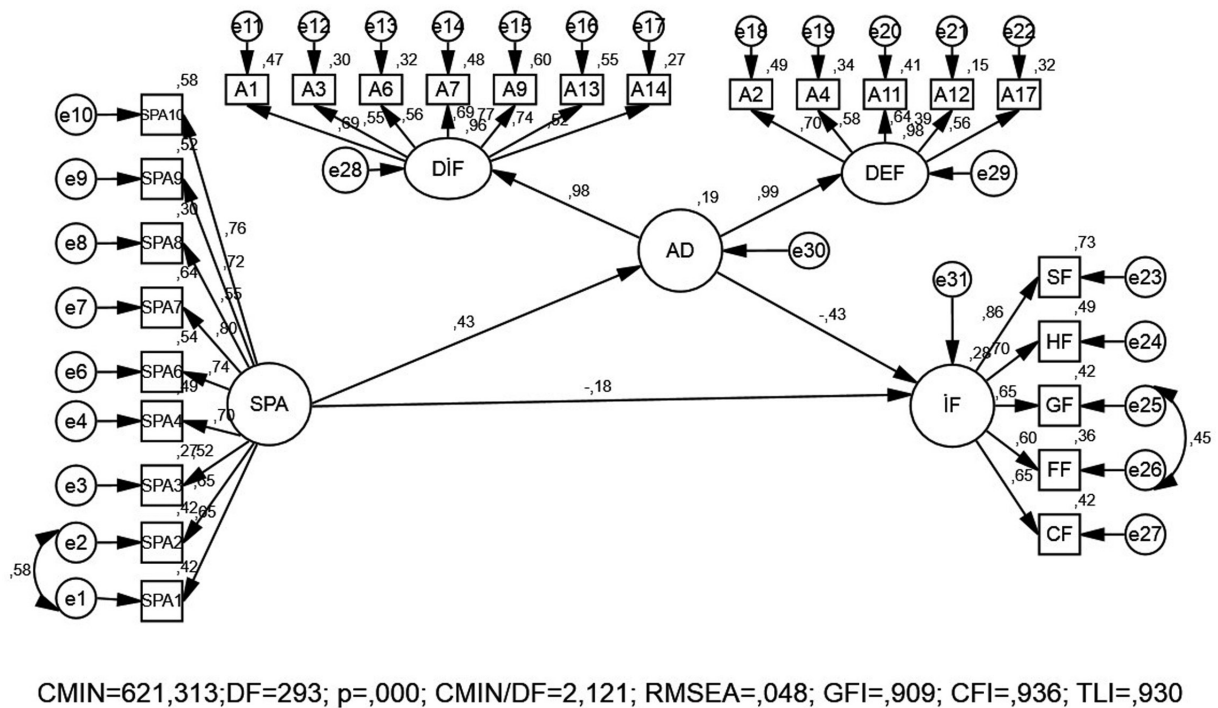 e11 e12 e13 e14 e15 e16 e17 e18 e19 e20 e21 e22
,47 ,30 ,32 ,48 ,60 ,55 ,27 ,49 ,34 ,41 ,15 ,32
A1 A3 A6 A7 A9 A13 A14 A2 A4 A11 A12 A17
,58
e10 SPA10
,69 ,55 ,56 ,69 ,77 ,74 ,52 ,70 ,58 ,64 ,39 ,56
,96 ,98
e28 DİF DEF e29
,52
e9 SPA9
,98 ,19 ,99
,30
e8 SPA8
,76
AD e30
,73
,72
e31 SF e23
,64
e7 SPA7
,55
,86
,49
,80
,43 -,43
HF e24
,54
e6 SPA6
,74
,28 ,70
,42
,49
SPA -,18 İF ,65 GF e25
e4 SPA4
,70
,60 ,36 ,45
,27 ,52
e3 SPA3
,65
,65 FF e26
,42 ,65
e2 SPA2
,42
CF e27
,58
,42
e1 SPA1
CMIN=621,313;DF=293; p=,000; CMIN/DF=2,121; RMSEA=,048; GFI=,909; CFI=,936; TLI=,930